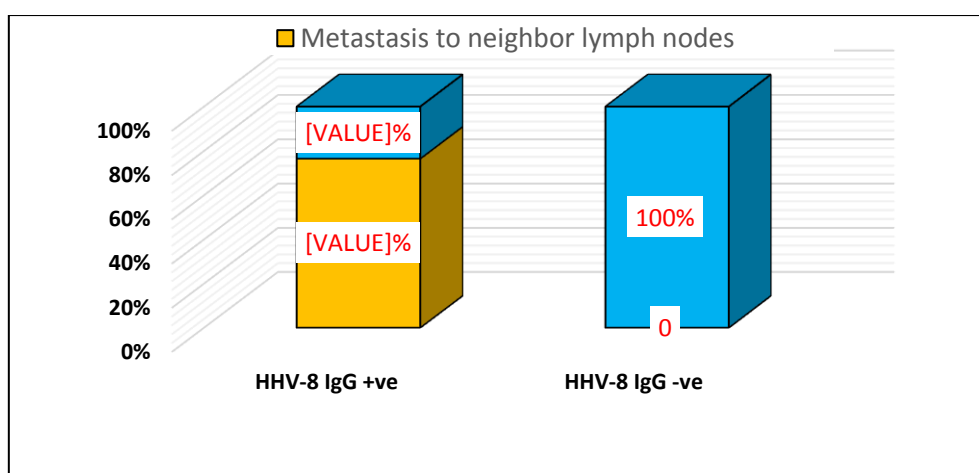 Metastasis to neighbor lymph nodes
100%
80%
60%
40%
20%
0%
[VALUE]%
[VALUE]%
100%
0
HHV-8 IgG +ve
HHV-8 IgG -ve